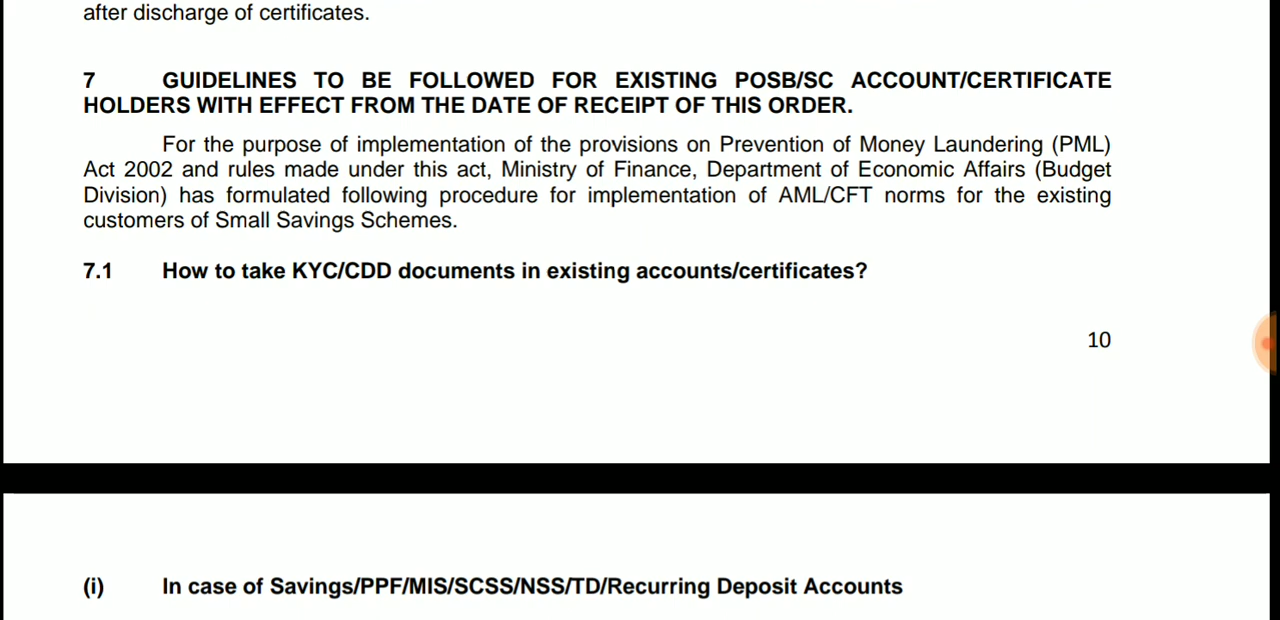 after discharge of certificates.
7 GUIDELINES TO BE FOLLOWED FOR EXISTING POSB/SC ACCOUNT/CERTIFICATE
HOLDERS WITH EFFECT FROM THE DATE OF RECEIPT OF THIS ORDER.
For the purpose of implementation of the provisions on Prevention of Money Laundering (PML)
Act 2002 and rules made under this act, Ministry of Finance, Department of Economic Affairs (Budget
Division) has formulated following procedure for implementation of AML/CFT norms for the existing
customers of Small Savings Schemes.
7.1 How to take KYC/CDD documents in existing accounts/certificates?
10
(i) In case of Savings/PPF/MIS/SCSS/NSS/TD/Recurring Deposit Accounts